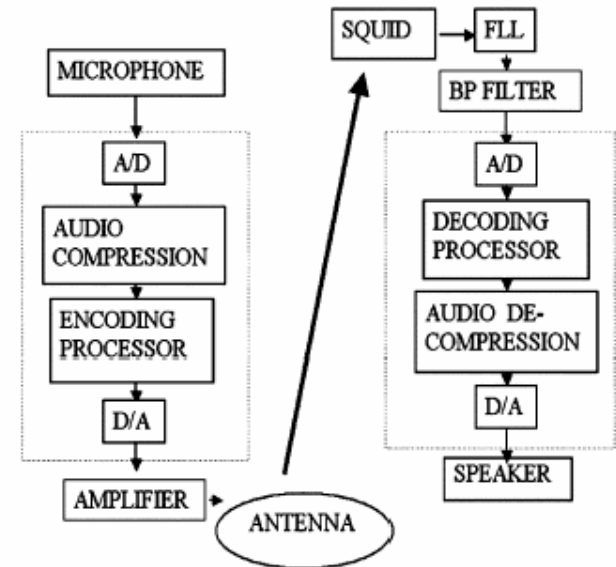 MICROPHONE
A/D
AUDIO
COMPRESSION
ENCODING
PROCESSOR
D/A
AMPLIFIER
ANTENNA
SQUID
FLL
BP FILTER
A/D
DECODING
PROCESSOR
AUDIO DE-
COMPRESSION
D/A
SPEAKER